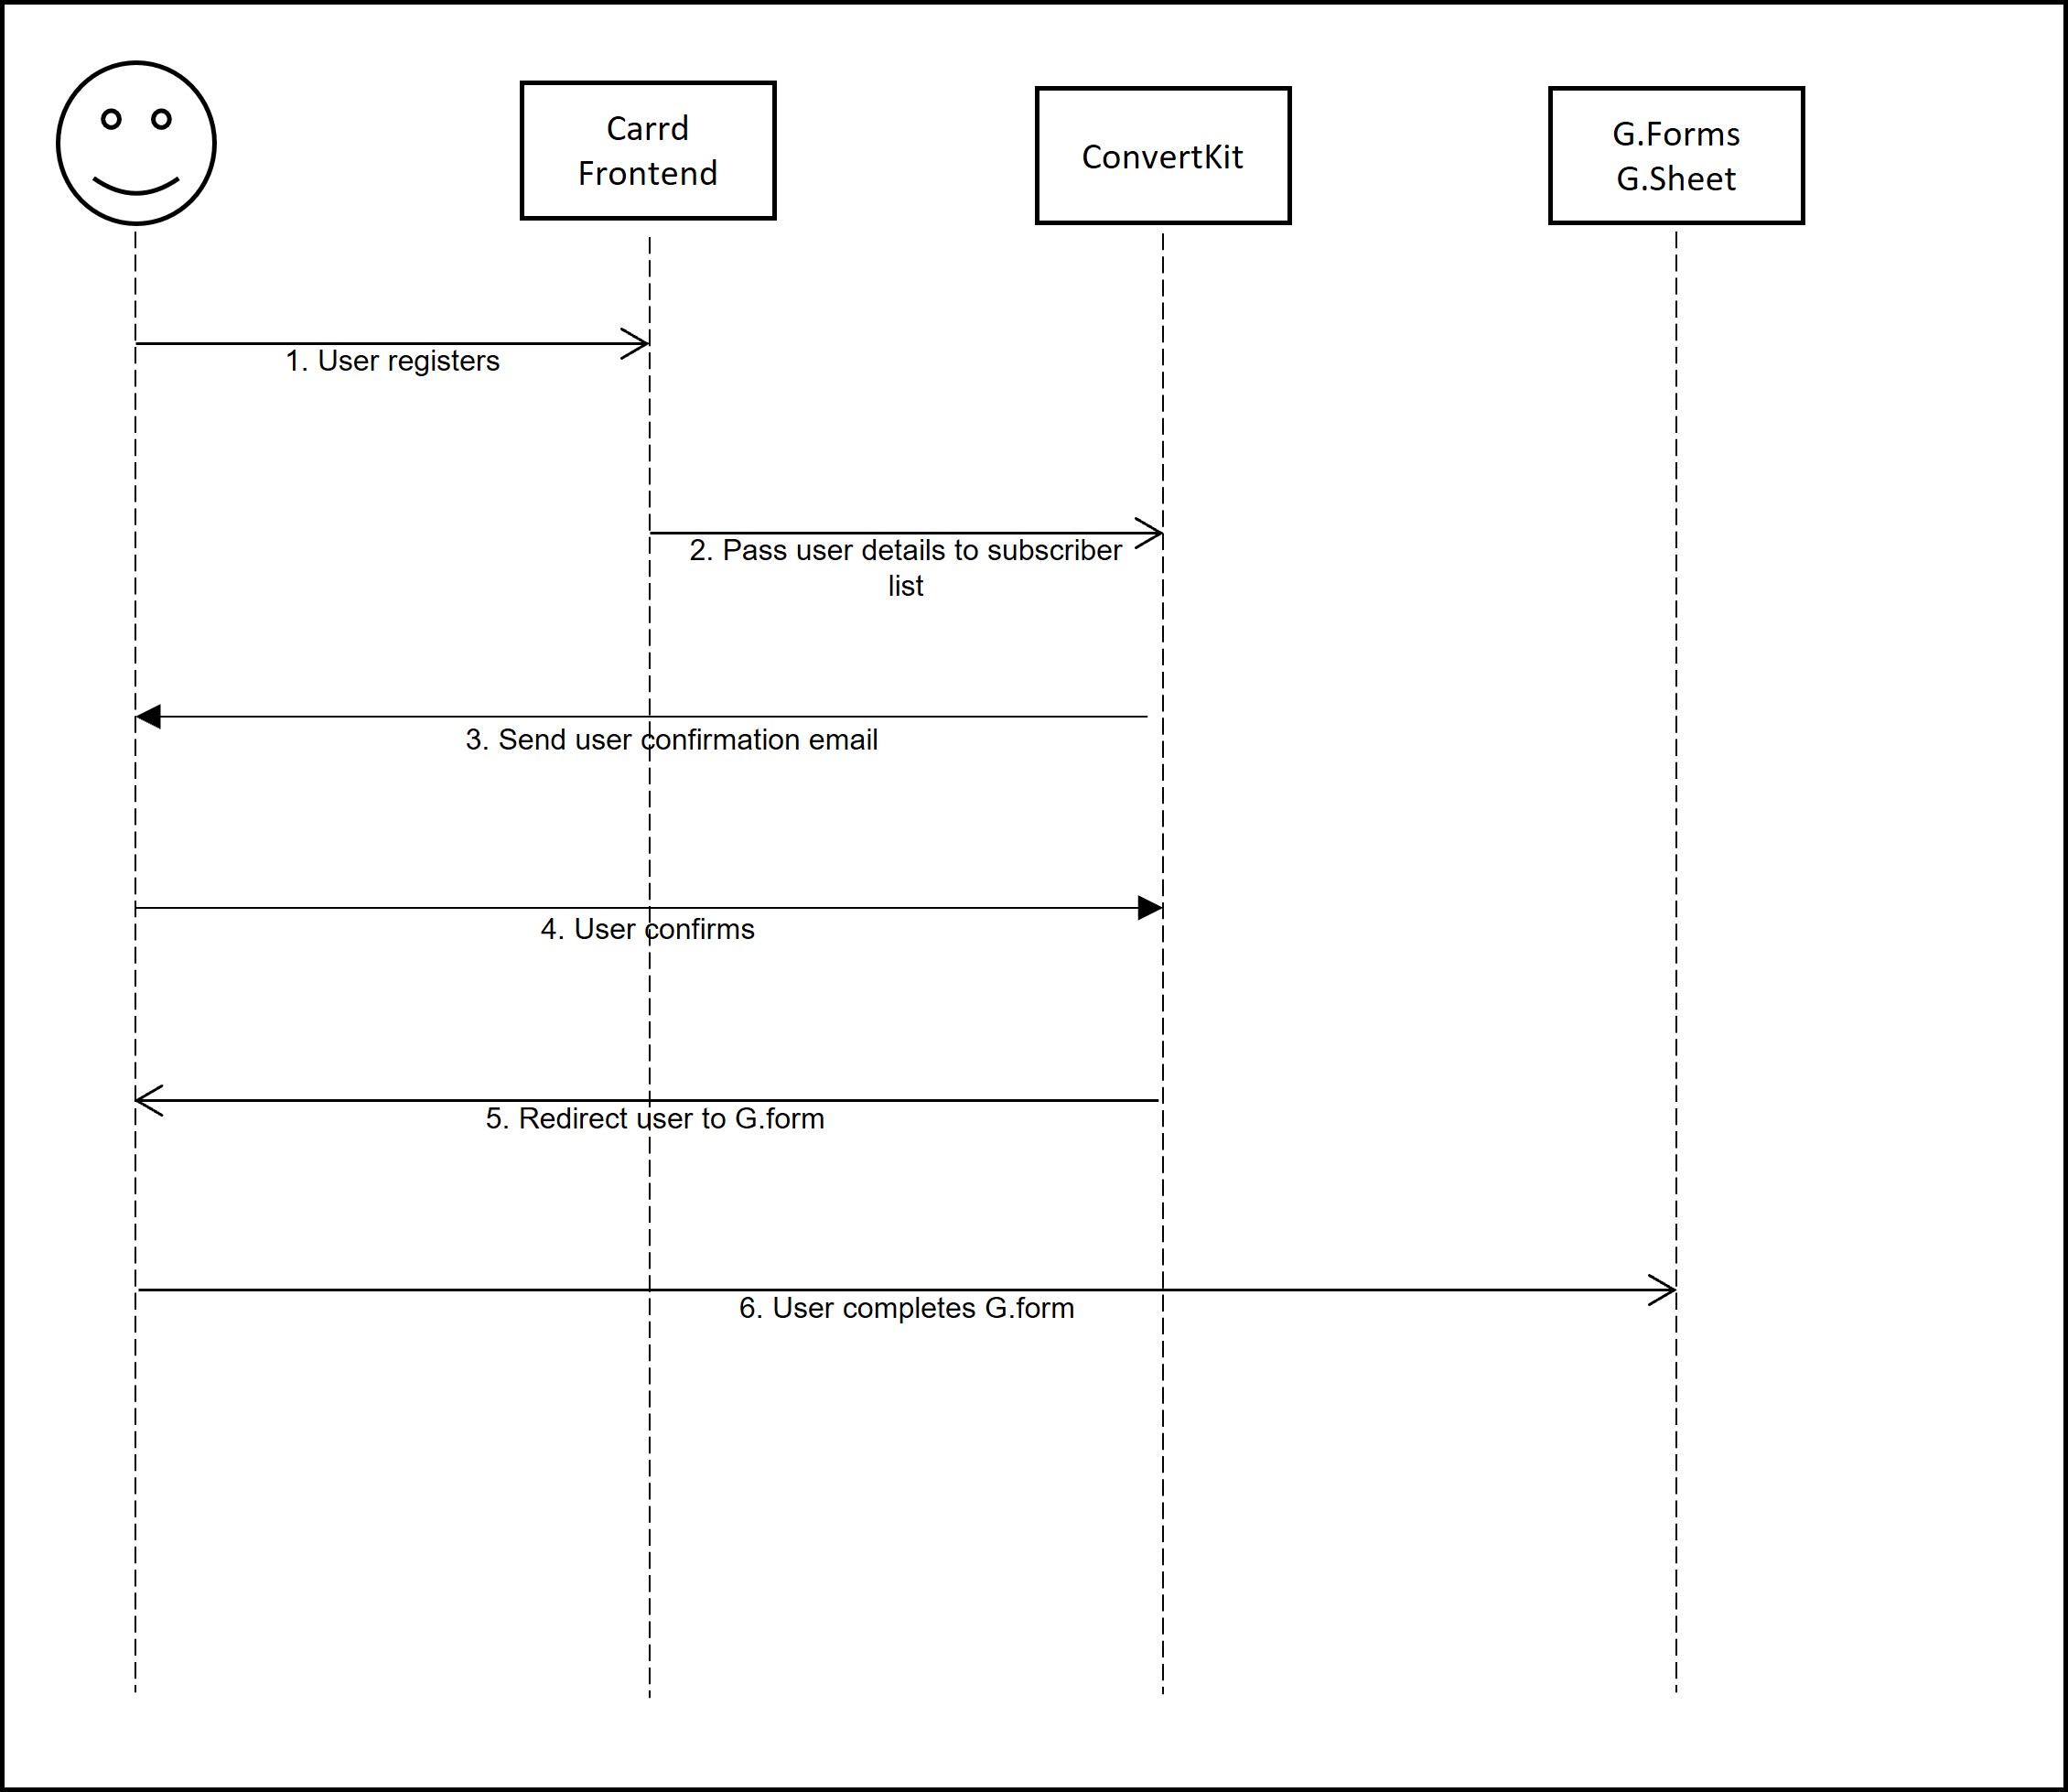 Carrd
Frontend
ConvertKit
G.Forms
G.Sheet
1. User registers
2. Pass user details to subscriber
list
3. Send user confirmation email
4. User confirms
5. Redirect user to G.form
6. User completes G.form